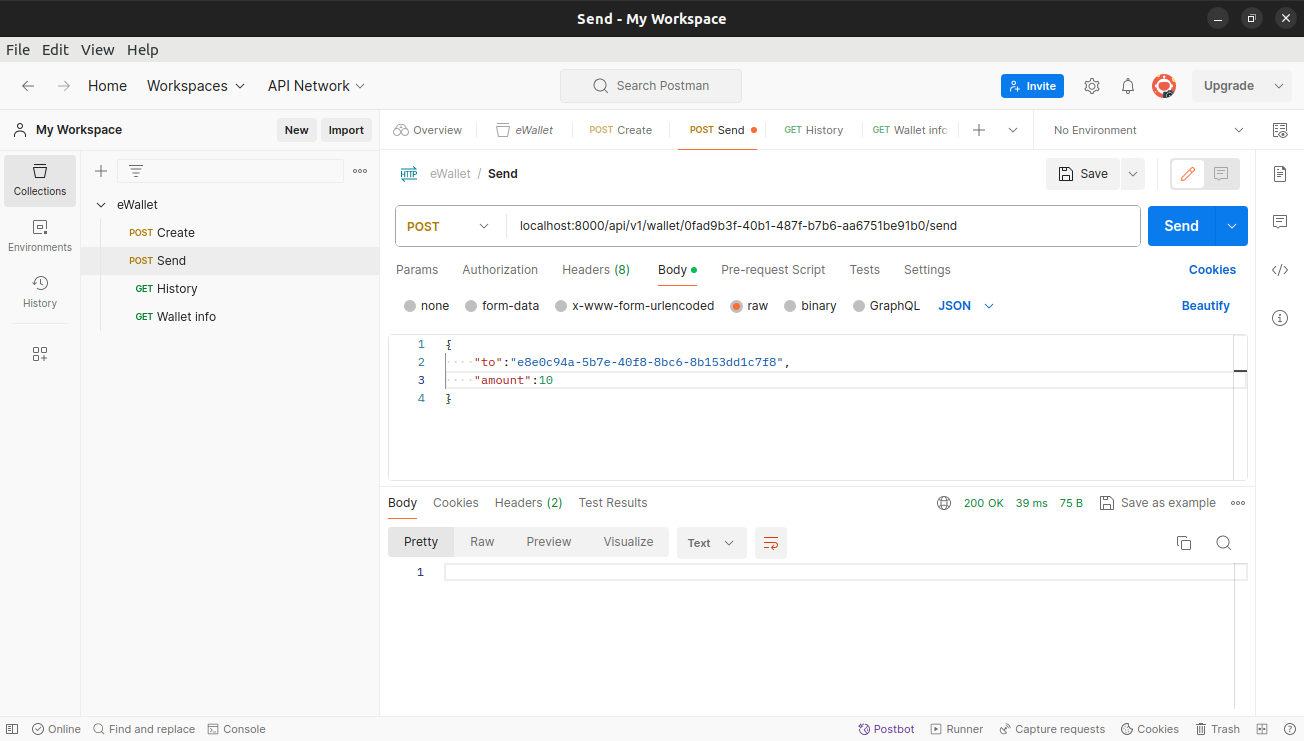 Send - My Workspace
File Edit View Help
Home Workspaces API Network Search Postman Invite Upgrade
My Workspace New Import
Overview eWallet POST Create POST Send GET History GET Wallet info No Environment
Collections
Environments
History
eWallet
POST Create
POST Send
GET History
GET Wallet info
HTTP eWallet / Send Save
POST localhost:8000/api/v1/wallet/0fad9b3f-40b1-487f-b7b6-aa6751be91b0/send Send
Params Authorization Headers (8) Body Pre-request Script Tests Settings Cookies
none form-data x-www-form-urlencoded raw binary GraphQL JSON Beautify
1 {
2 ····"to":"e8e0c94a-5b7e-40f8-8bc6-8b153dd1c7f8",
3 ····"amount":10
4 }
Body Cookies Headers (2) Test Results 200 OK 39 ms 75 B Save as example
Pretty Raw Preview Visualize Text
1
Online Find and replace Console Postbot Runner Capture requests Cookies Trash